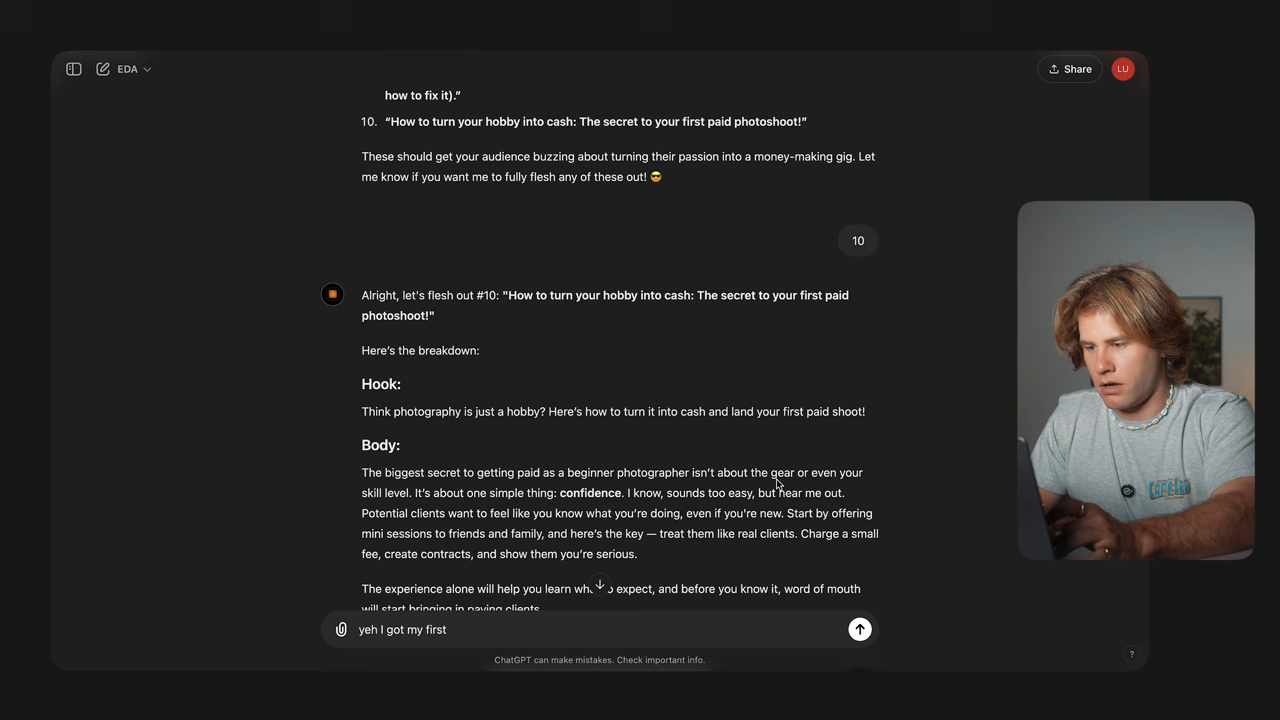 EDA
Share
LU
how to fix it).”
10. “How to turn your hobby into cash: The secret to your first paid photoshoot!”
These should get your audience buzzing about turning their passion into a money-making gig. Let
me know if you want me to fully flesh any of these out! 😎
10
Alright, let's flesh out #10: "How to turn your hobby into cash: The secret to your first paid
photoshoot!"
Here’s the breakdown:
Hook:
Think photography is just a hobby? Here’s how to turn it into cash and land your first paid shoot!
Body:
The biggest secret to getting paid as a beginner photographer isn’t about the gear or even your
skill level. It’s about one simple thing: confidence. I know, sounds too easy, but hear me out.
Potential clients want to feel like you know what you’re doing, even if you're new. Start by offering
mini sessions to friends and family, and here’s the key — treat them like real clients. Charge a small
fee, create contracts, and show them you’re serious.
The experience alone will help you learn expect, and before you know it, word of mouth
will start bringing in paying clients.
yeh I got my first
ChatGPT can make mistakes. Check important info.
?